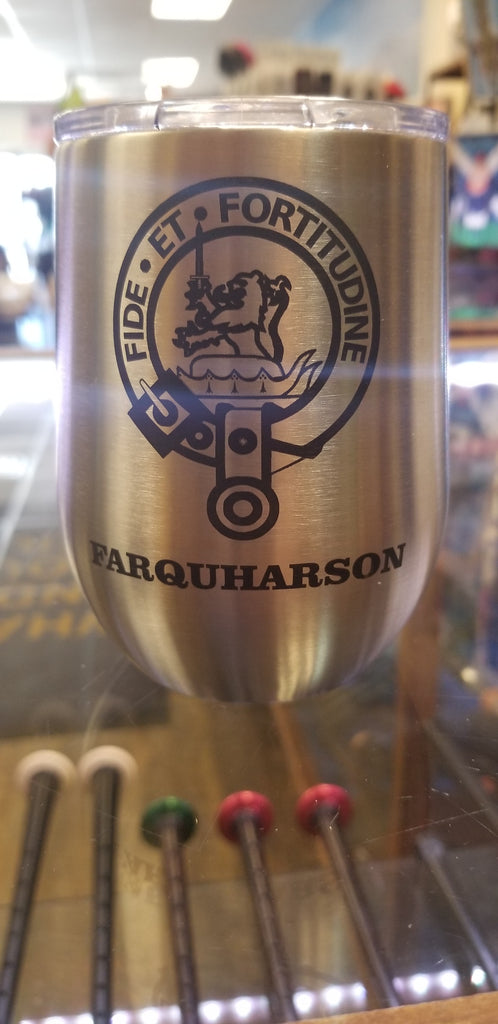 FIDE • ET • FORTITUDINE
FARQUHARSON